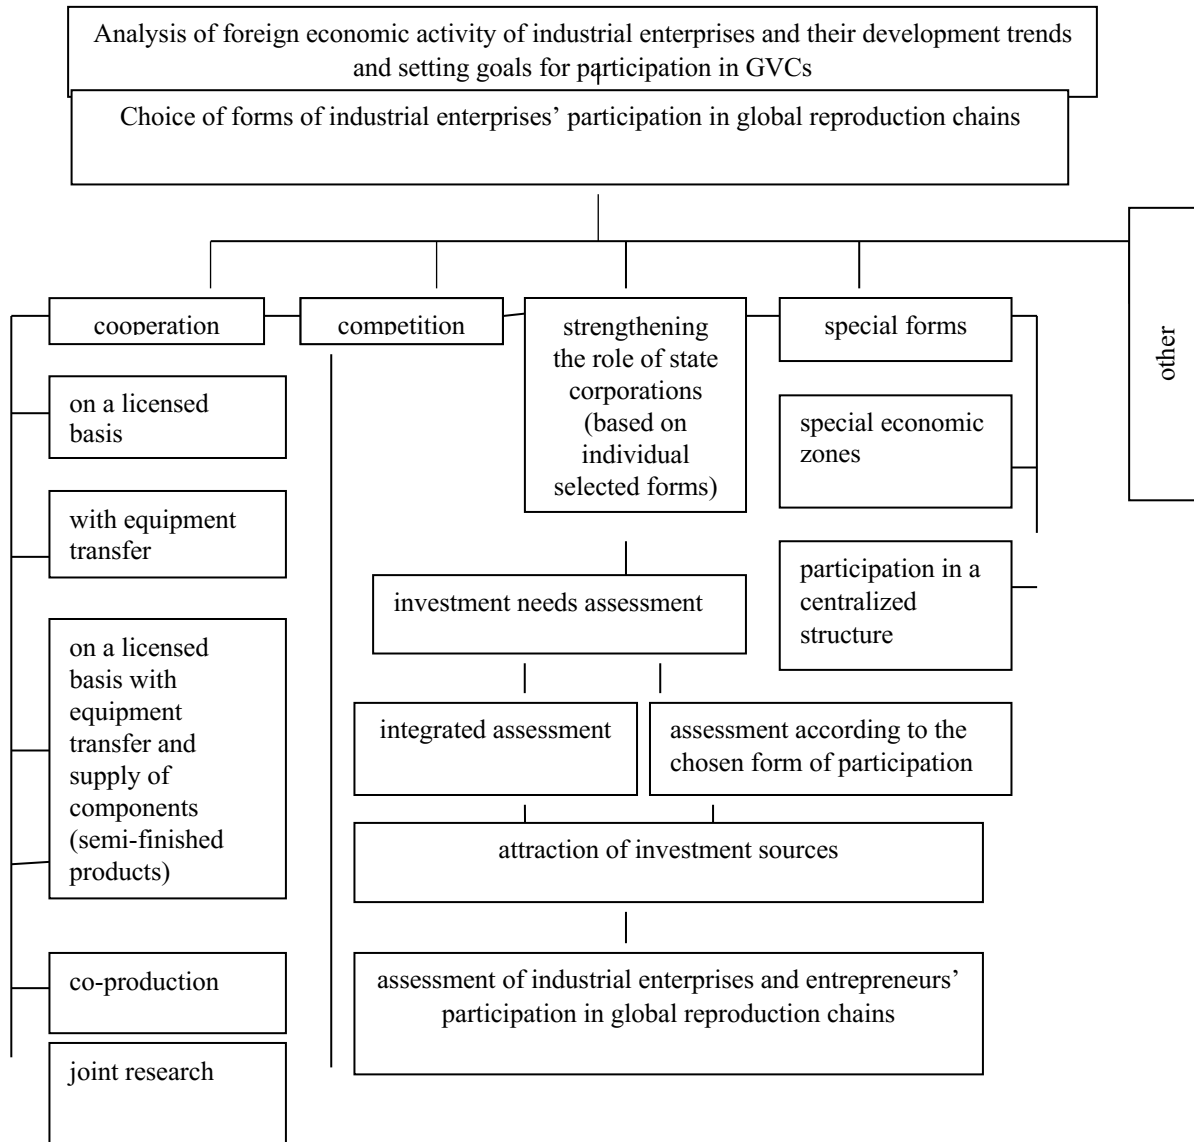 Analysis of foreign economic activity of industrial enterprises and their development trends
and setting goals for participation in GVCs
Choice of forms of industrial enterprises’ participation in global reproduction chains
cooperation
competition
strengthening
the role of state
corporations
(based on
individual
selected forms)
special forms
other
on a licensed
basis
with equipment
transfer
on a licensed
basis with
equipment
transfer and
supply of
components
(semi-finished
products)
co-production
joint research
special economic
zones
participation in a
centralized
structure
investment needs assessment
integrated assessment
assessment according to the
chosen form of participation
attraction of investment sources
assessment of industrial enterprises and entrepreneurs’
participation in global reproduction chains